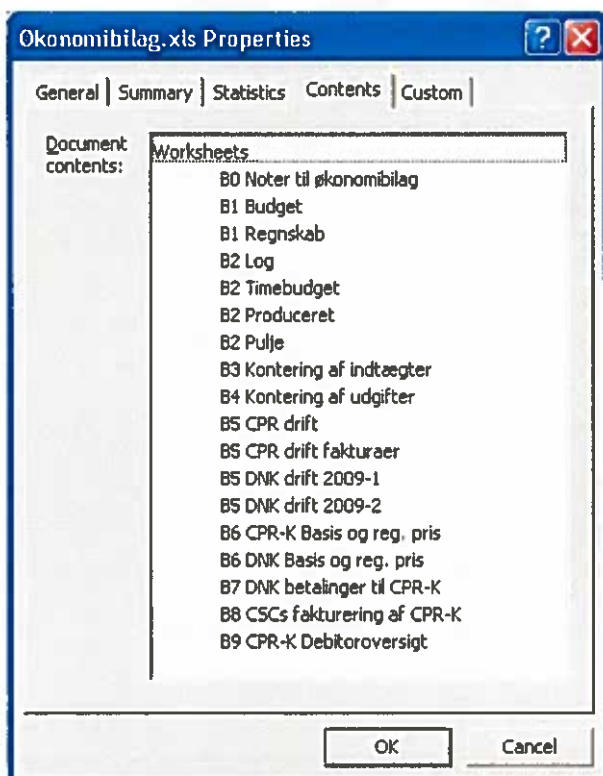 Økonomibilag.xls Properties
General
Summary
Statistics
Contents
Custom
Document
contents:
Worksheets
B0 Noter til økonomibilag
B1 Budget
B1 Regnskab
B2 Log
B2 Timebudget
B2 Produceret
B2 Pulje
B3 Kontering af indtægter
B4 Kontering af udgifter
B5 CPR drift
B5 CPR drift fakturaer
B5 DNK drift 2009-1
B5 DNK drift 2009-2
B6 CPR-K Basis og reg. pris
B6 DNK Basis og reg. pris
B7 DNK betalinger til CPR-K
B8 CSCs fakturering af CPR-K
B9 CPR-K Debitoroversigt
OK
Cancel